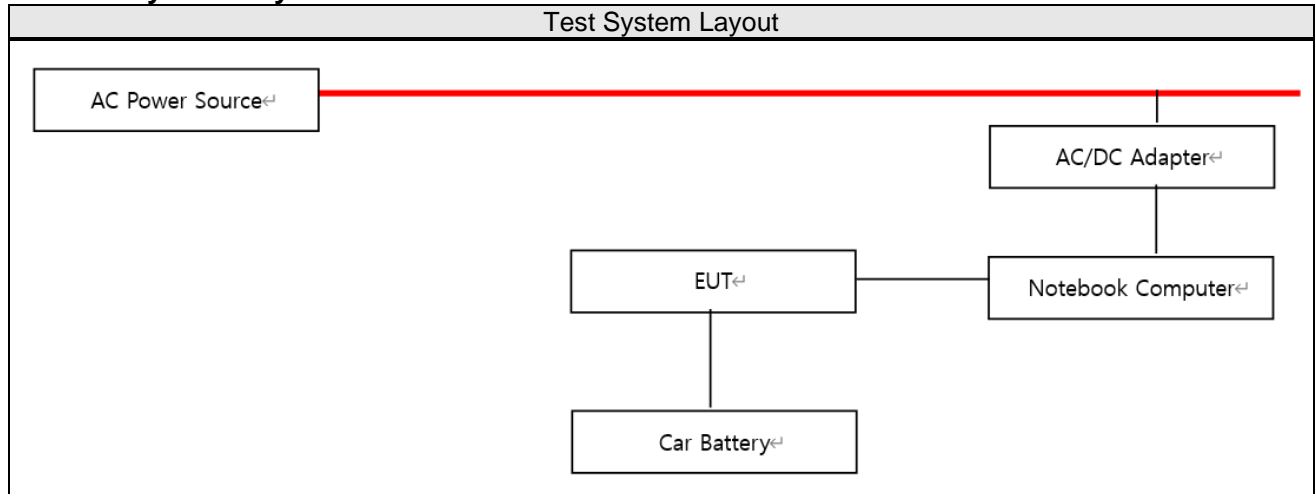 Test System Layout
AC Power Source↵
AC/DC Adapter↵
EUT↵
Notebook Computer↵
Car Battery↵